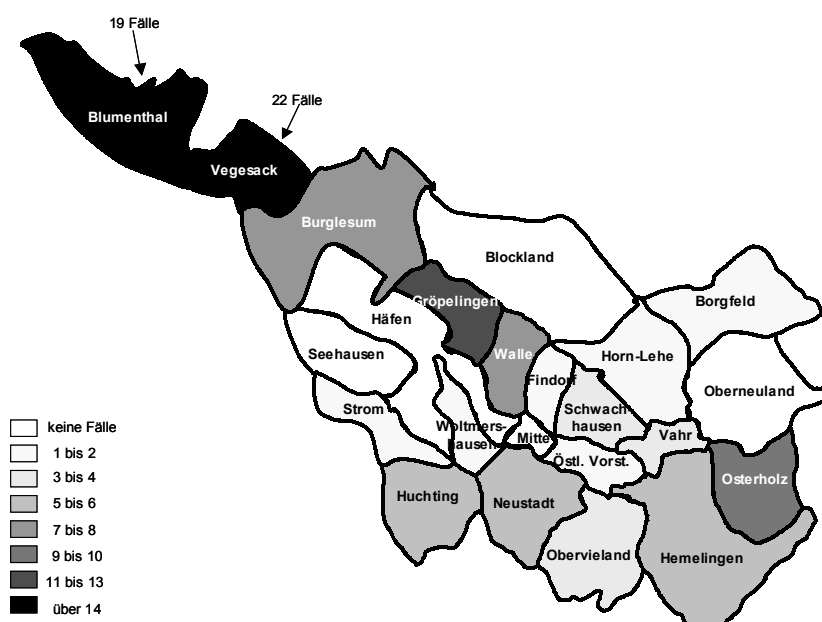 19 Fälle
Blumenthal
22 Fälle
Vegesack
Burglesum
Blockland
Borgfeld
Gröpelingen
Häfen
Seehausen
Walle
Horn-Lehe
Findorf
Oberneuland
Strom
Schwach
hausen
Woltmers-
hausen
Mitte
Vahr
Östl. Vorst.
Osterholz
Huchting
Neustadt
Obervieland
Hemelingen
keine Fälle
1 bis 2
3 bis 4
5 bis 6
7 bis 8
9 bis 10
11 bis 13
über 14